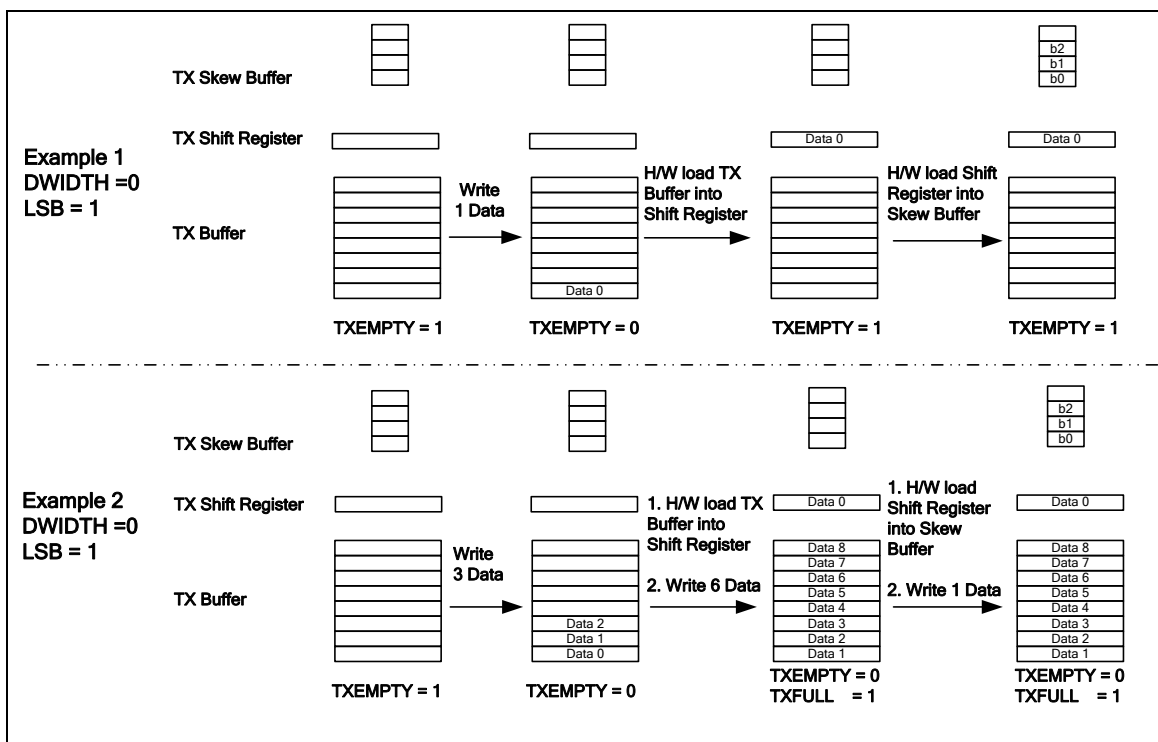 TX Skew Buffer
b2
b1
b0
TX Shift Register
Data 0
Data 0
Example 1
DWIDTH =0
LSB = 1
Write
1 Data
H/W load TX
Buffer into
Shift Register
H/W load Shift
Register into
Skew Buffer
TX Buffer
Data 0
TXEMPTY = 1
TXEMPTY = 0
TXEMPTY = 1
TXEMPTY = 1
TX Skew Buffer
b2
b1
b0
Example 2
DWIDTH =0
LSB = 1
TX Shift Register
Data 0
Data 0
1. H/W load TX
Buffer into
Shift Register
2. Write 6 Data
1. H/W load
Shift Register
into Skew
Buffer
2. Write 1 Data
Write
3 Data
TX Buffer
Data 2
Data 1
Data 0
Data 8
Data 7
Data 6
Data 5
Data 4
Data 3
Data 2
Data 1
Data 8
Data 7
Data 6
Data 5
Data 4
Data 3
Data 2
Data 1
TXEMPTY = 1
TXEMPTY = 0
TXEMPTY = 0
TXFULL = 1
TXEMPTY = 0
TXFULL = 1